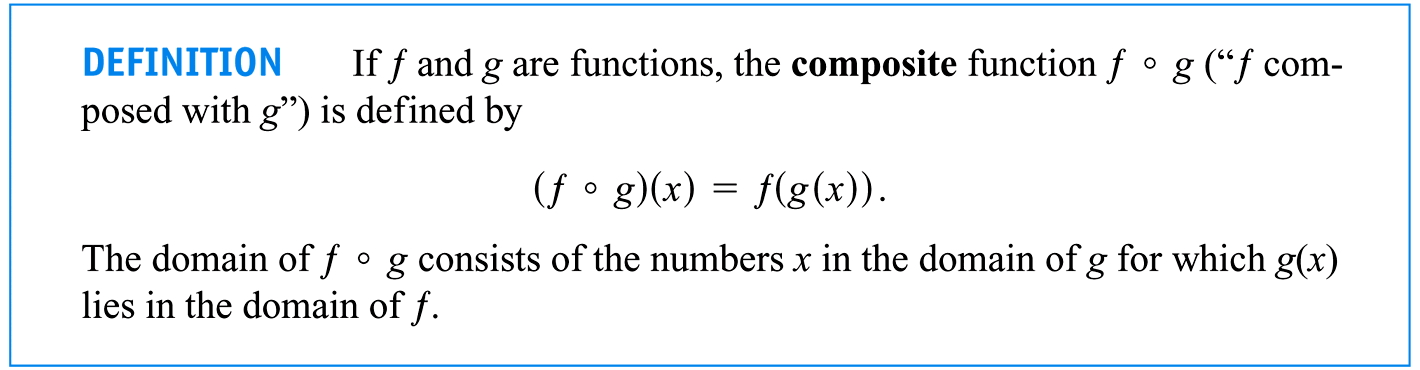 DEFINITION If f and g are functions, the composite function f ∘ g (“f com-
posed with g”) is defined by
(f ∘ g)(x) = f(g(x)).
The domain of f ∘ g consists of the numbers x in the domain of g for which g(x)
lies in the domain of f.